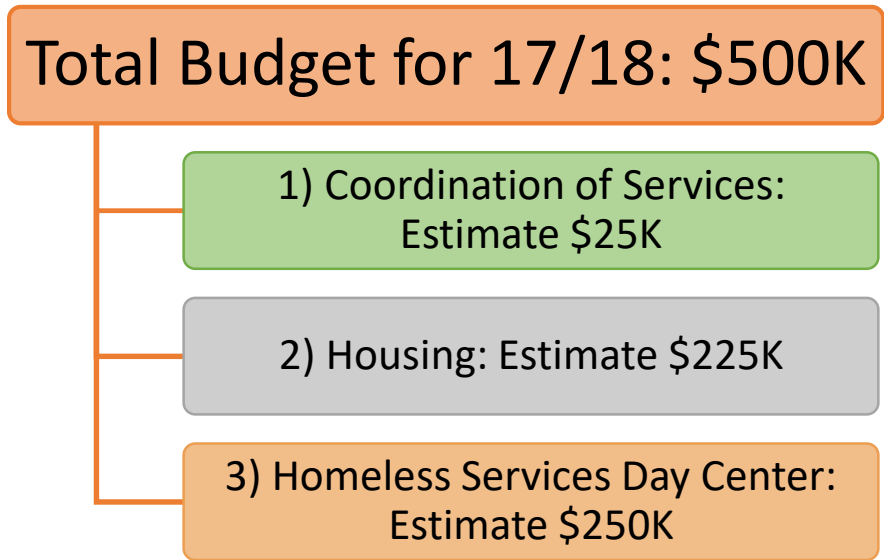 Total Budget for 17/18: $500K
1) Coordination of Services:
Estimate $25K
2) Housing: Estimate $225K
3) Homeless Services Day Center:
Estimate $250K